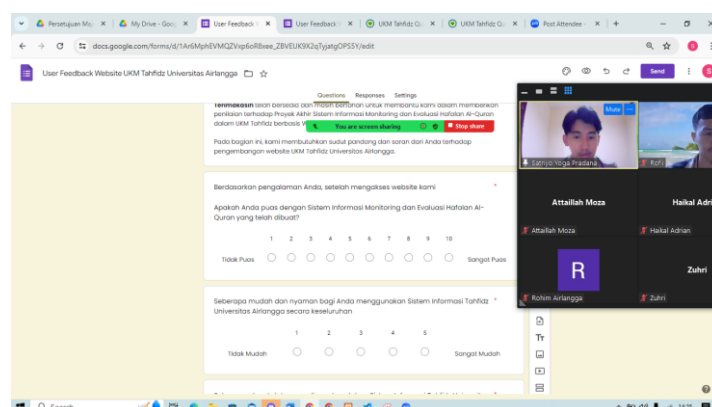 Persetujuan Mo
My Drive - Goog
User Feedback
User Feedback
UKM Tahfidz Qu
UKM Tahfidz Qu
Post Attendee -
docs.google.com/forms/d/
/edit
User Feedback Website UKM Tahfidz Universitas Airlangga
Send
Questions Responses Settings
Terimakasih telah bersedia dan masih bertahan untuk membantu kami dalam memberikan
penilaian terhadap Proyek Akhir Sistem Informasi Monitoring dan Evaluasi Hafalan Al-Quran
dalam UKM Tahfidz berbasis W
You are screen sharing
Stop share
Pada bagian ini, kami membutuhkan sudut pandang dan saran dari Anda terhadap
pengembangan website UKM Tahfidz Universitas Airlangga.
Berdasarkan pengalaman Anda, setelah mengakses website kami *
Apakah Anda puas dengan Sistem Informasi Monitoring dan Evaluasi Hafalan Al-
Quran yang telah dibuat?
1 2 3 4 5 6 7 8 9 10
Tidak Puas
Sangat Puas
Seberapa mudah dan nyaman bagi Anda menggunakan Sistem Informasi Tahfidz *
Universitas Airlangga secara keseluruhan
1 2 3 4 5
Tidak Mudah
Sangat Mudah
Mute
Satriyo Yoga Pradana
Rofi
Attaillah Moza
Haikal Adri
Attaillah Moza
Haikal Adrian
R
Zuhri
Rohim Airlangga
Zuhri
Tr
Search